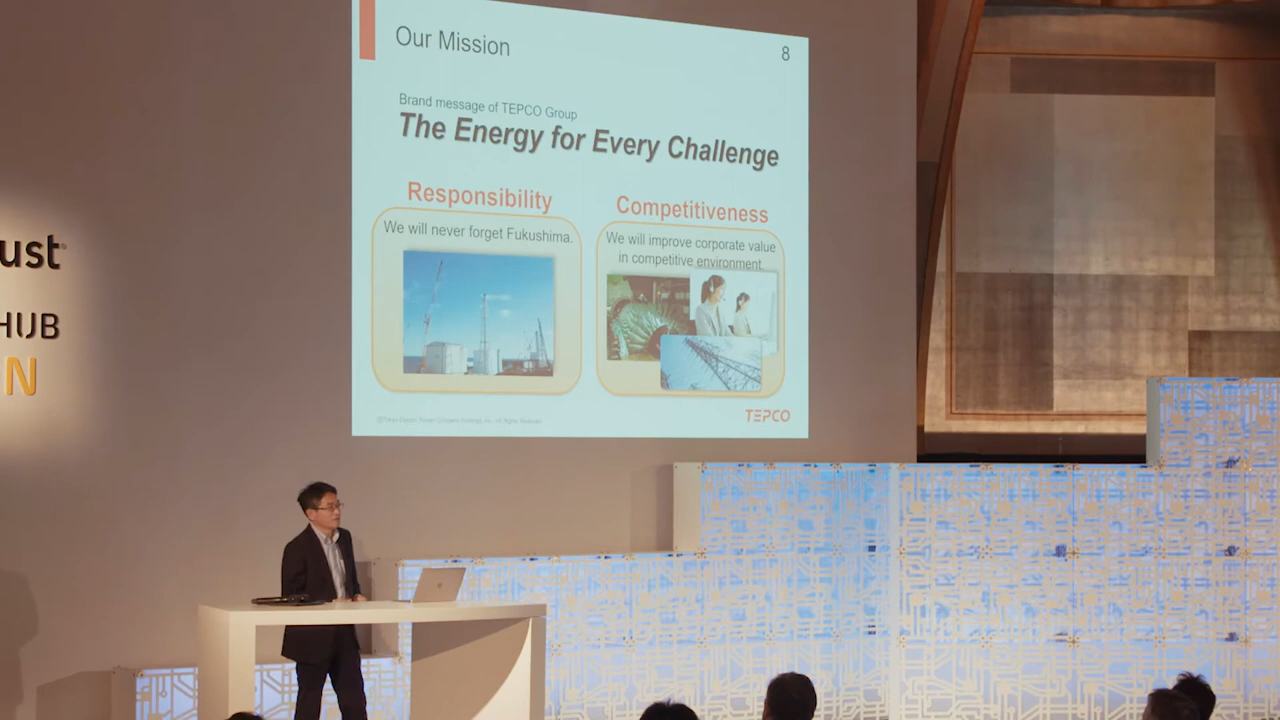 Our Mission
8
Brand message of TEPCO Group
The Energy for Every Challenge
Responsibility
We will never forget Fukushima.
Competitiveness
We will improve corporate value
in competitive environment.
TEPCO
ust
HUB
N